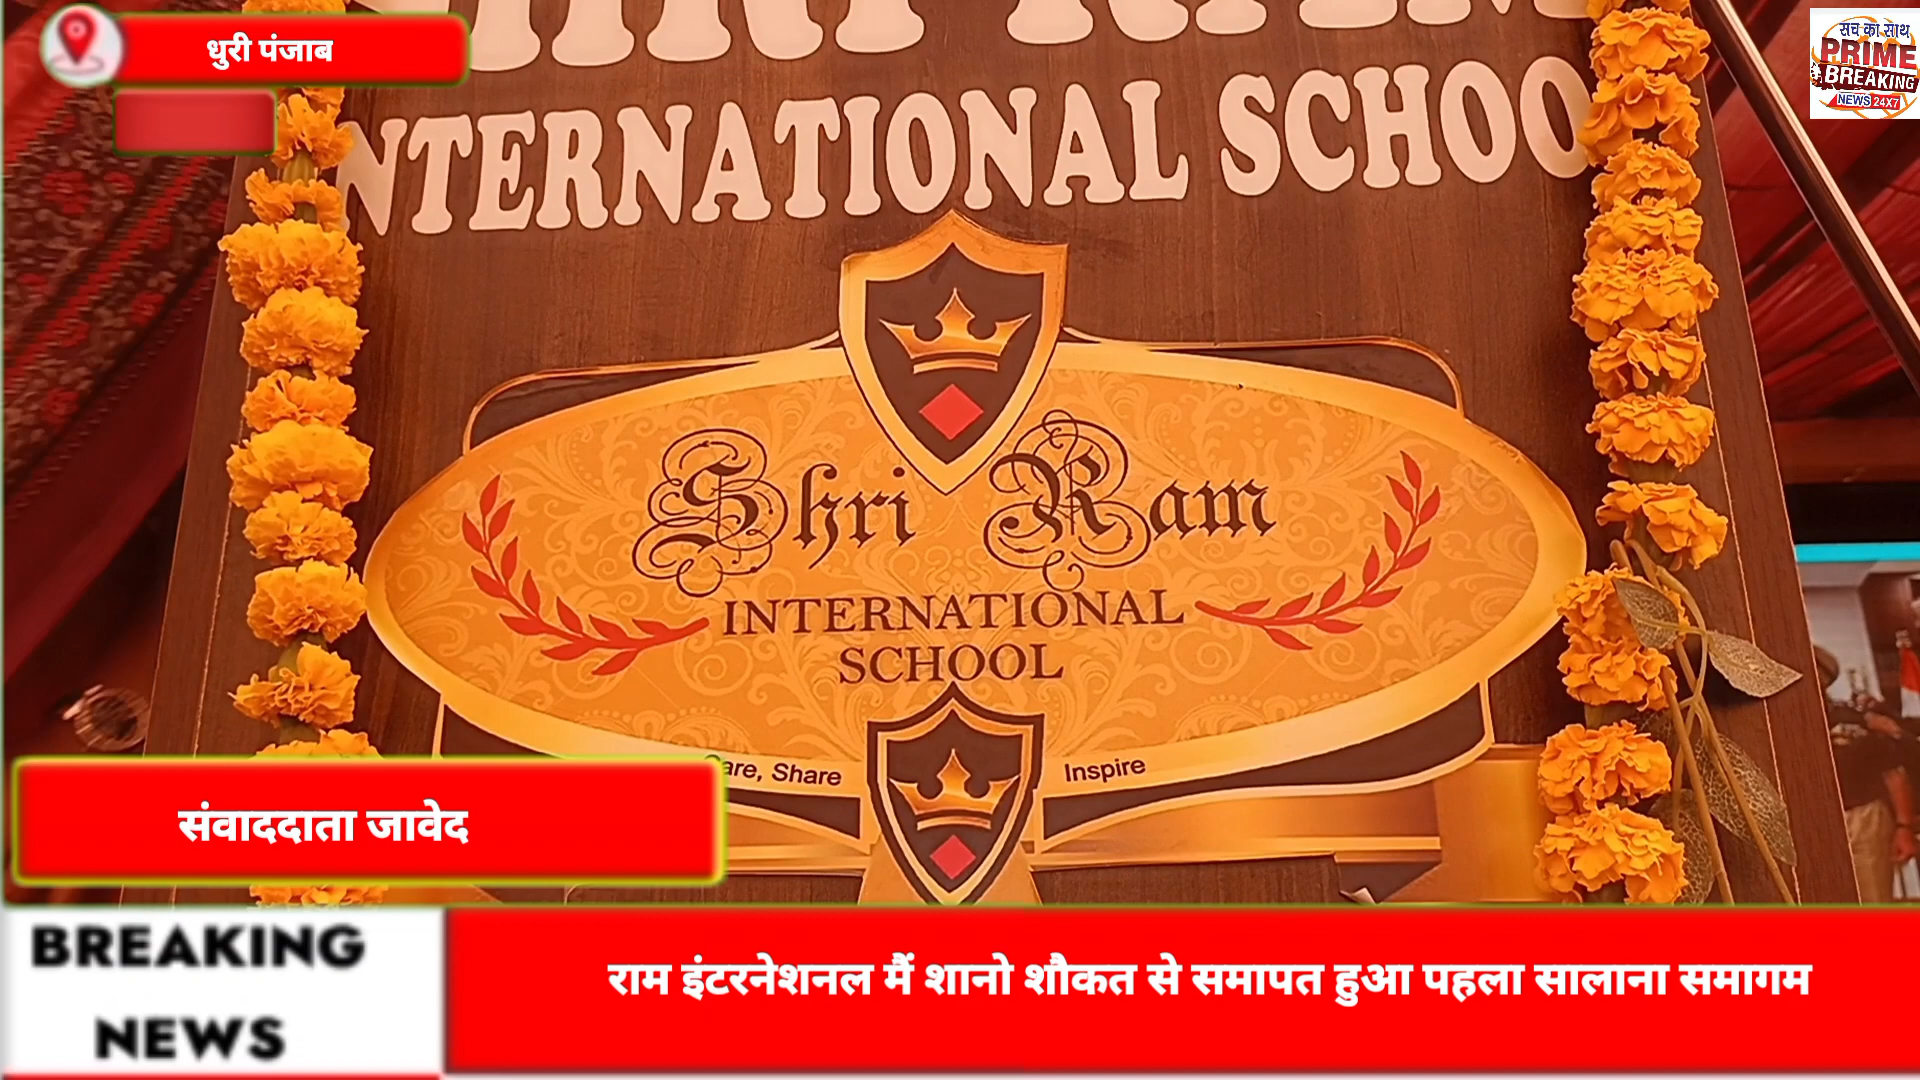 धुरी पंजाब
सच का साथ
PRIME
BREAKING
NEWS 24X7
INTERNATIONAL SCHOO
Shri Ram
INTERNATIONAL
SCHOOL
are, Share
Inspire
संवाददाता जावेद
BREAKING
NEWS
राम इंटरनेशनल मैं शानो शौकत से समापत हुआ पहला सालाना समागम